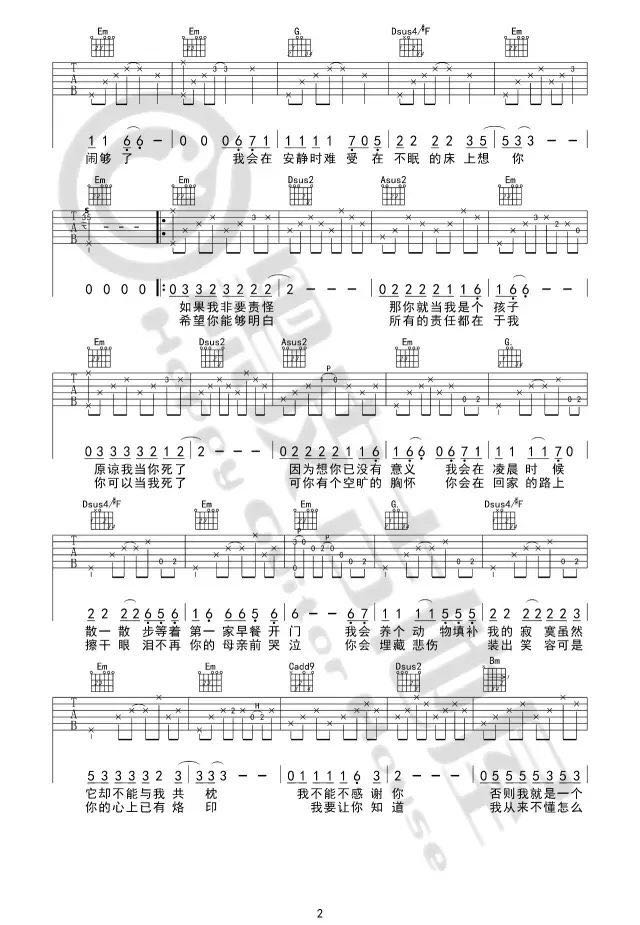 Em Em G Dsus4/♯F Em
T A B
1 1 6 6 - - 0 0 0 6 7 1 1 1 1 1 7 0 5 2 2 2 2 3 5 5 3 3 - -
闹够 了 我会在 安静时难 受 在 不眠 的床 上想 你
Em Em Dsus2 Asus2 Em
T A B
0 0 0 0 0 3 3 2 3 2 2 2 2 - - - 0 2 2 2 2 1 1 6 1 6 6 - -
如果我非要责怪 那你就当我是个 孩子
希望你能够明白 所有的责任都在 于我
Em Dsus2 Asus2 Em G
T A B
0 3 3 3 3 2 1 2 2 - - - 0 2 2 2 2 1 1 6 1 6 6 0 6 7 1 1 1 1 1 7 0
原谅我当你死了 因为想你已没有 意义 我会在 凌晨 时 候
你可以当我死了 可你有个空旷的 胸怀 你会在 回家 的路上
Dsus4/♯F Em Em G Dsus4/♯F
T A B
2 2 2 2 6 5 6 1 6 6 6 5 6 6 - - 6 7 1 1 1 1 5 5 5 2 2 2 2 2 2 3
散一散 步等着 第一家早餐 开 门 我会 养个 动 物填补 我的 寂 寞虽然
擦干 眼 泪不再 你的 母亲前 哭 泣 你会 埋藏 悲伤 装出 笑 容可是
Em Em Cadd9 Dsus2 Bm
T A B
5 3 3 3 3 2 3 3 3 - - 0 1 1 1 1 1 6 2 - - - 0 5 5 5 5 3 5 3
它却不能与我 共 枕 我不能不感谢 你 否则我就是一个
你的心上已有 烙 印 我要让你 知 道 我从来不懂怎么
2
Happy Guitar House